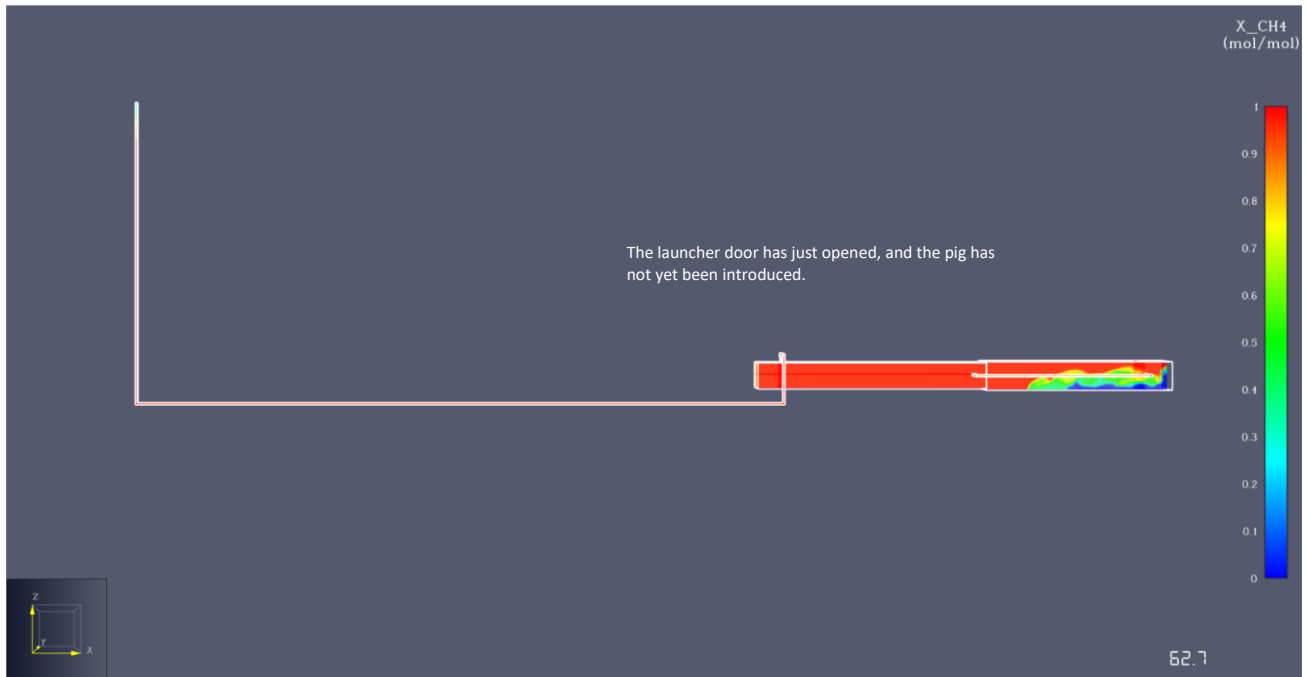 X_CH4
(mol/mol)
1
0.9
0.8
0.7
The launcher door has just opened, and the pig has
not yet been introduced.
0.6
0.5
0.4
0.3
0.2
0.1
0
Z
Y
X
62.7